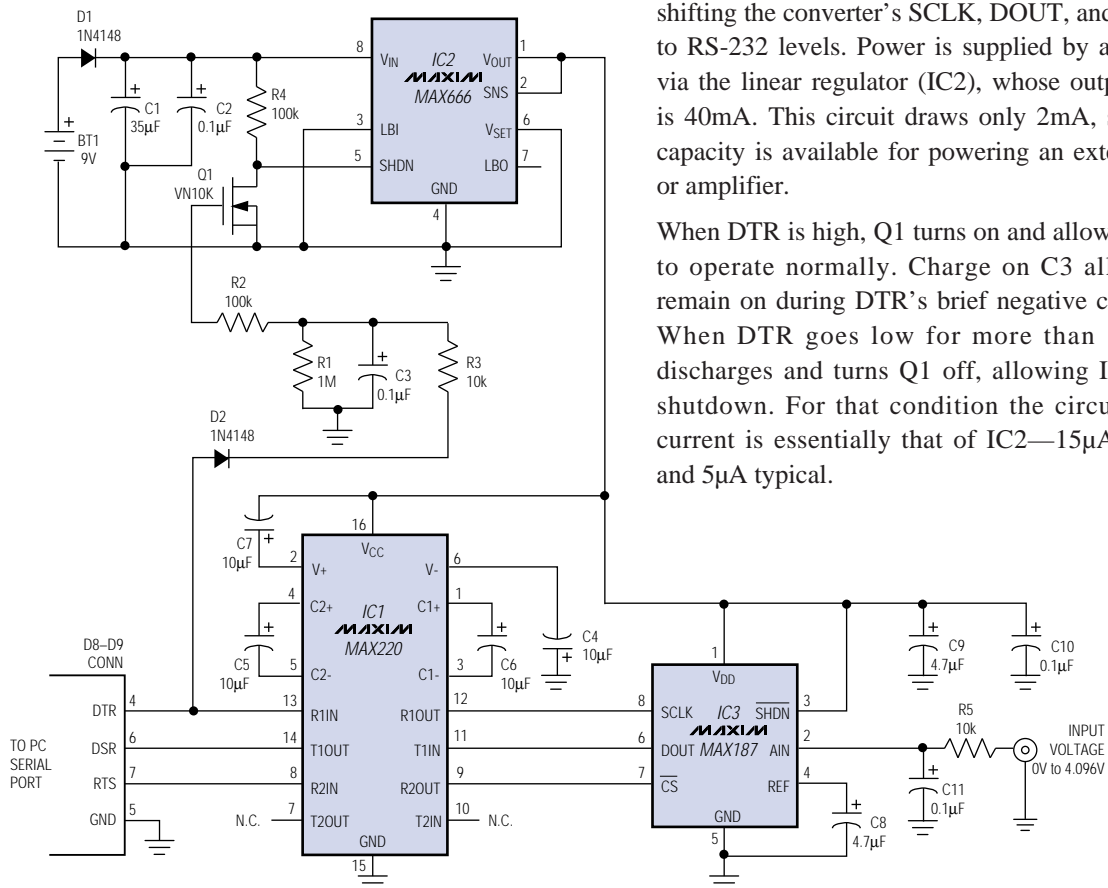 shifting the converter's SCLK, DOUT, and
to RS-232 levels. Power is supplied by a
via the linear regulator (IC2), whose outp
is 40mA. This circuit draws only 2mA,
capacity is available for powering an exte
or amplifier.
When DTR is high, Q1 turns on and allow
to operate normally. Charge on C3 all
remain on during DTR's brief negative c
When DTR goes low for more than
discharges and turns Q1 off, allowing I
shutdown. For that condition the circu
current is essentially that of IC2—15µA
and 5µA typical.
D1
1N4148
BT1
9V
+
C1
35µF
+
C2
0.1µF
+
R4
100k
Q1
VN10K
8
VIN
IC2
MAXIM
MAX666
VOUT
1
SNS
2
3
LBI
VSET
6
5
SHDN
LBO
7
GND
4
R2
100k
R1
1M
+
C3
0.1µF
R3
10k
D2
1N4148
C7
10µF
+
16
VCC
2
V+
V-
6
4
C2+
IC1
MAXIM
MAX220
C1+
1
+
C5
10µF
5
C2-
C1-
3
+
C6
10µF
C4
10µF
+
13
R1IN
R1OUT
12
14
T1OUT
T1IN
11
8
R2IN
R2OUT
9
N.C.
7
T2OUT
T2IN
10
N.C.
GND
15
D8–D9
CONN
TO PC
SERIAL
PORT
DTR
4
DSR
6
RTS
7
GND
5
1
VDD
8
SCLK
IC3
MAXIM
MAX187
SHDN
3
6
DOUT
AIN
2
7
CS
REF
4
GND
5
+
C9
4.7µF
+
C10
0.1µF
R5
10k
INPUT
VOLTAGE
0V to 4.096V
+
C11
0.1µF
+
C8
4.7µF